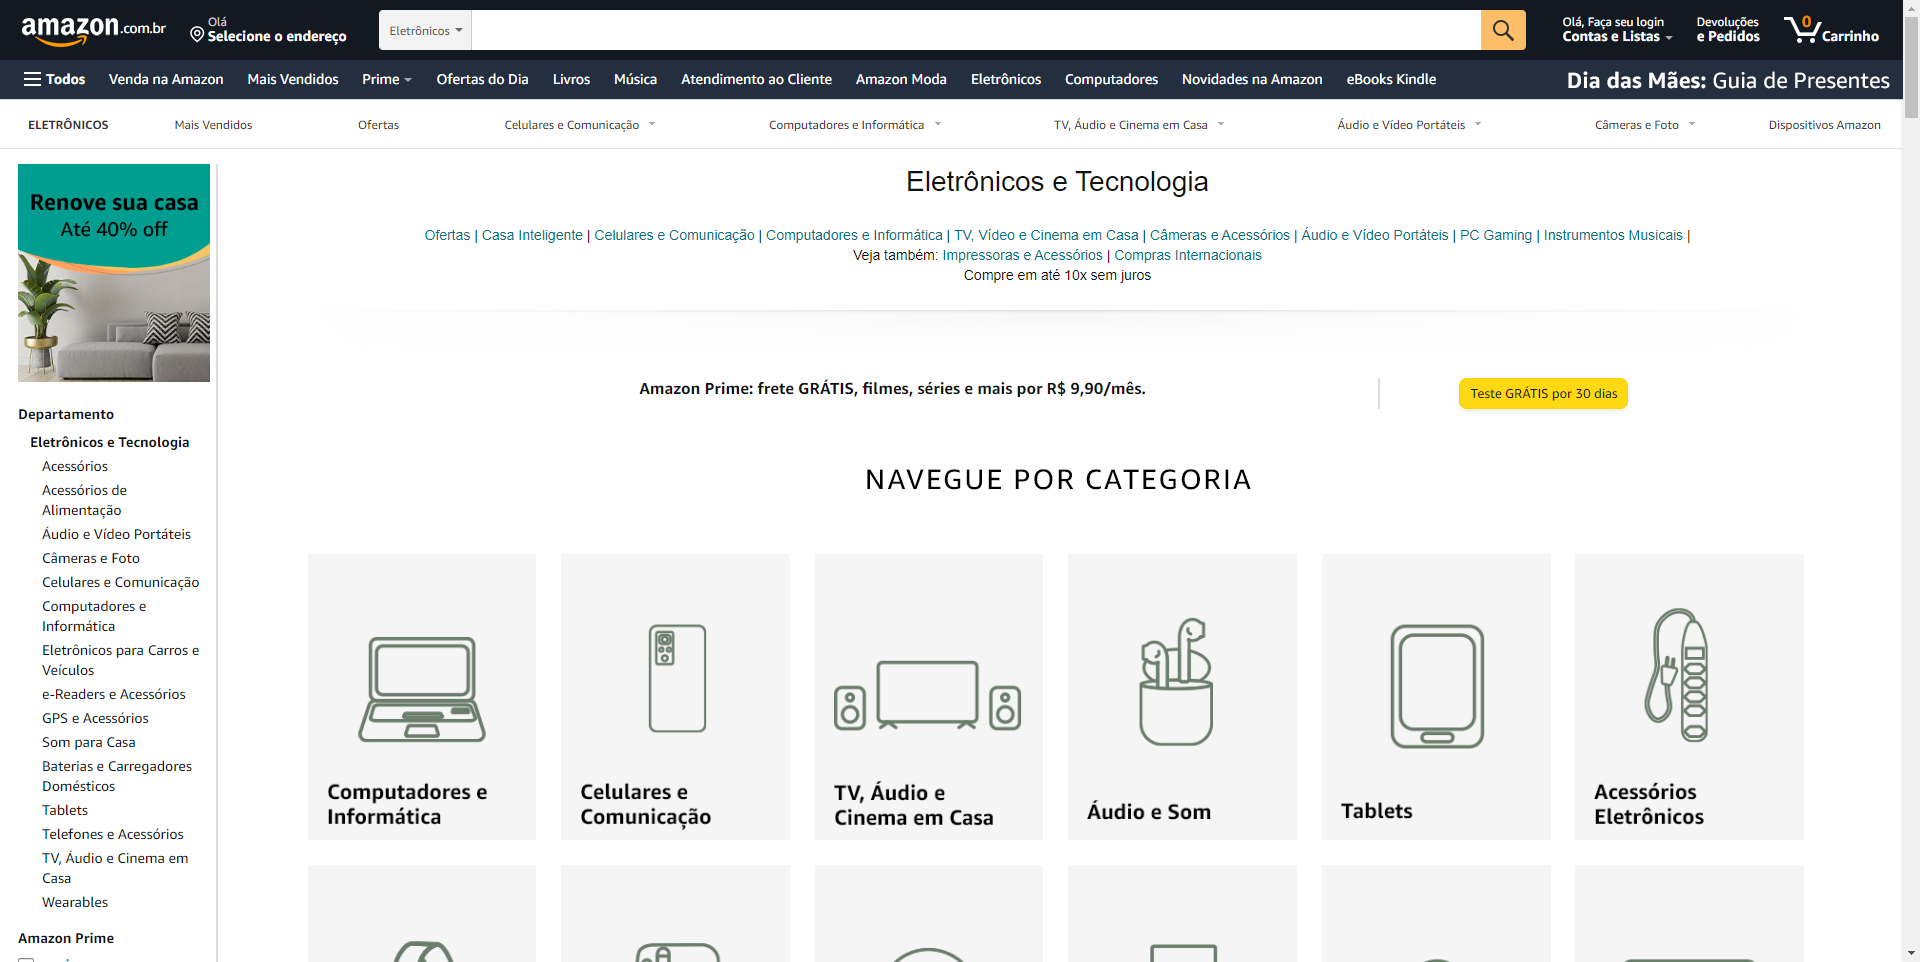 amazon.com.br
Olá
Selecione o endereço
Eletrônicos
Olá, Faça seu login
Contas e Listas
Devoluções
e Pedidos
0
Carrinho
Todos
Venda na Amazon
Mais Vendidos
Prime
Ofertas do Dia
Livros
Música
Atendimento ao Cliente
Amazon Moda
Eletrônicos
Computadores
Novidades na Amazon
eBooks Kindle
Dia das Mães: Guia de Presentes
ELETRÔNICOS
Mais Vendidos
Ofertas
Celulares e Comunicação
Computadores e Informática
TV, Áudio e Cinema em Casa
Áudio e Vídeo Portáteis
Câmeras e Foto
Dispositivos Amazon
Renove sua casa
Até 40% off
Departamento
Eletrônicos e Tecnologia
Acessórios
Acessórios de
Alimentação
Áudio e Vídeo Portáteis
Câmeras e Foto
Celulares e Comunicação
Computadores e
Informática
Eletrônicos para Carros e
Veículos
e-Readers e Acessórios
GPS e Acessórios
Som para Casa
Baterias e Carregadores
Domésticos
Tablets
Telefones e Acessórios
TV, Áudio e Cinema em
Casa
Wearables
Amazon Prime
Eletrônicos e Tecnologia
Ofertas | Casa Inteligente | Celulares e Comunicação | Computadores e Informática | TV, Vídeo e Cinema em Casa | Câmeras e Acessórios | Áudio e Vídeo Portáteis | PC Gaming | Instrumentos Musicais |
Veja também: Impressoras e Acessórios | Compras Internacionais
Compre em até 10x sem juros
Amazon Prime: frete GRÁTIS, filmes, séries e mais por R$ 9,90/mês.
Teste GRÁTIS por 30 dias
NAVEGUE POR CATEGORIA
Computadores e
Informática
Celulares e
Comunicação
TV, Áudio e
Cinema em Casa
Áudio e Som
Tablets
Acessórios
Eletrônicos